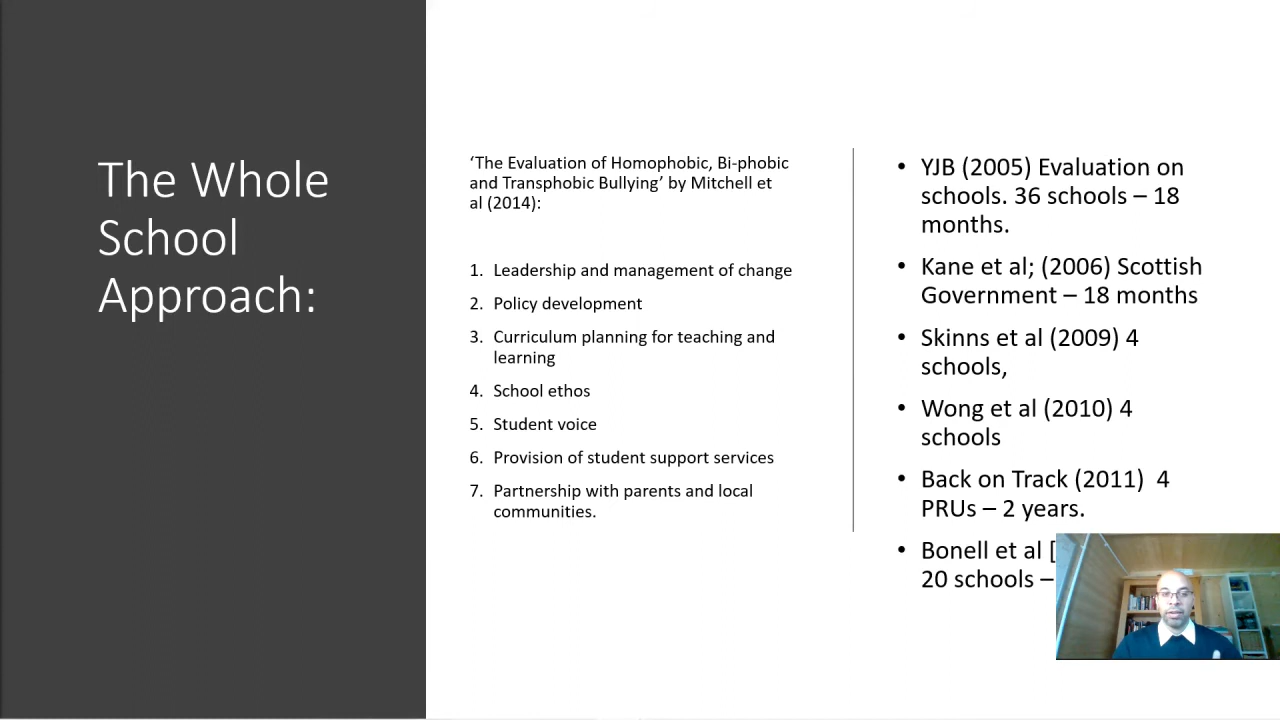 The Whole
School
Approach:
‘The Evaluation of Homophobic, Bi-phobic
and Transphobic Bullying’ by Mitchell et
al (2014):
1. Leadership and management of change
2. Policy development
3. Curriculum planning for teaching and
learning
4. School ethos
5. Student voice
6. Provision of student support services
7. Partnership with parents and local
communities.
• YJB (2005) Evaluation on
schools. 36 schools – 18
months.
• Kane et al; (2006) Scottish
Government – 18 months
• Skinns et al (2009) 4
schools,
• Wong et al (2010) 4
schools
• Back on Track (2011) 4
PRUs – 2 years.
• Bonell et al [
20 schools –